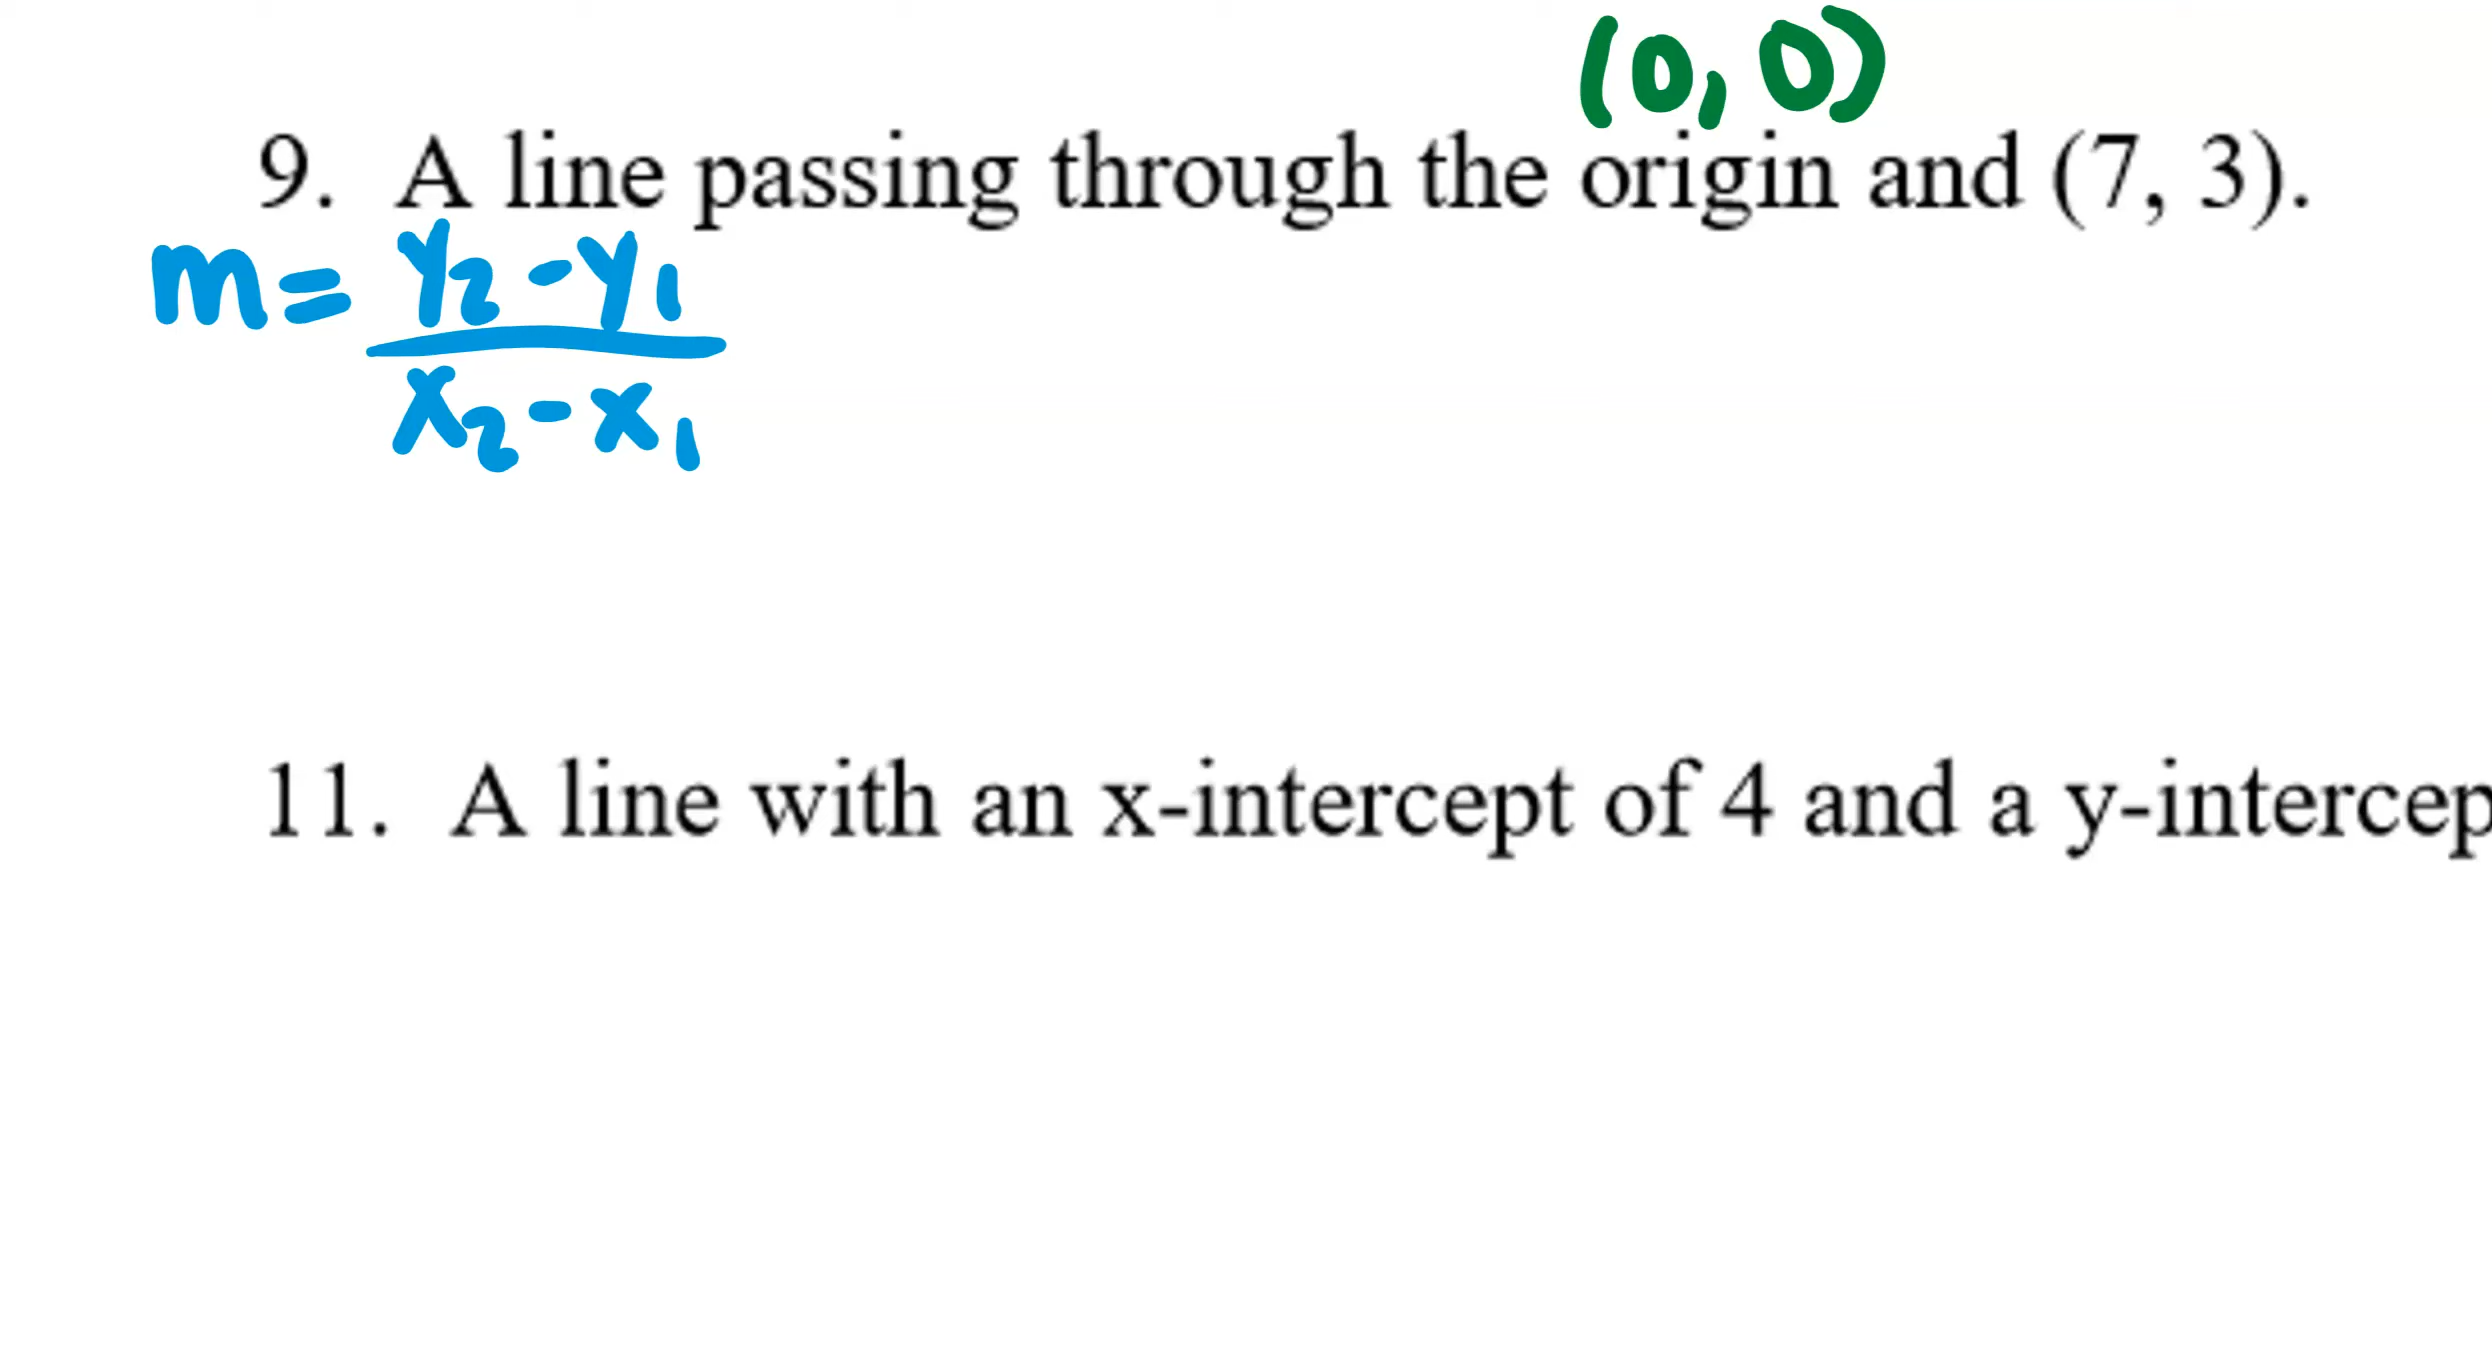 (0,0)
9. A line passing through the origin and (7, 3).
m= y₂-y₁
x₂-x₁
11. A line with an x-intercept of 4 and a y-intercep